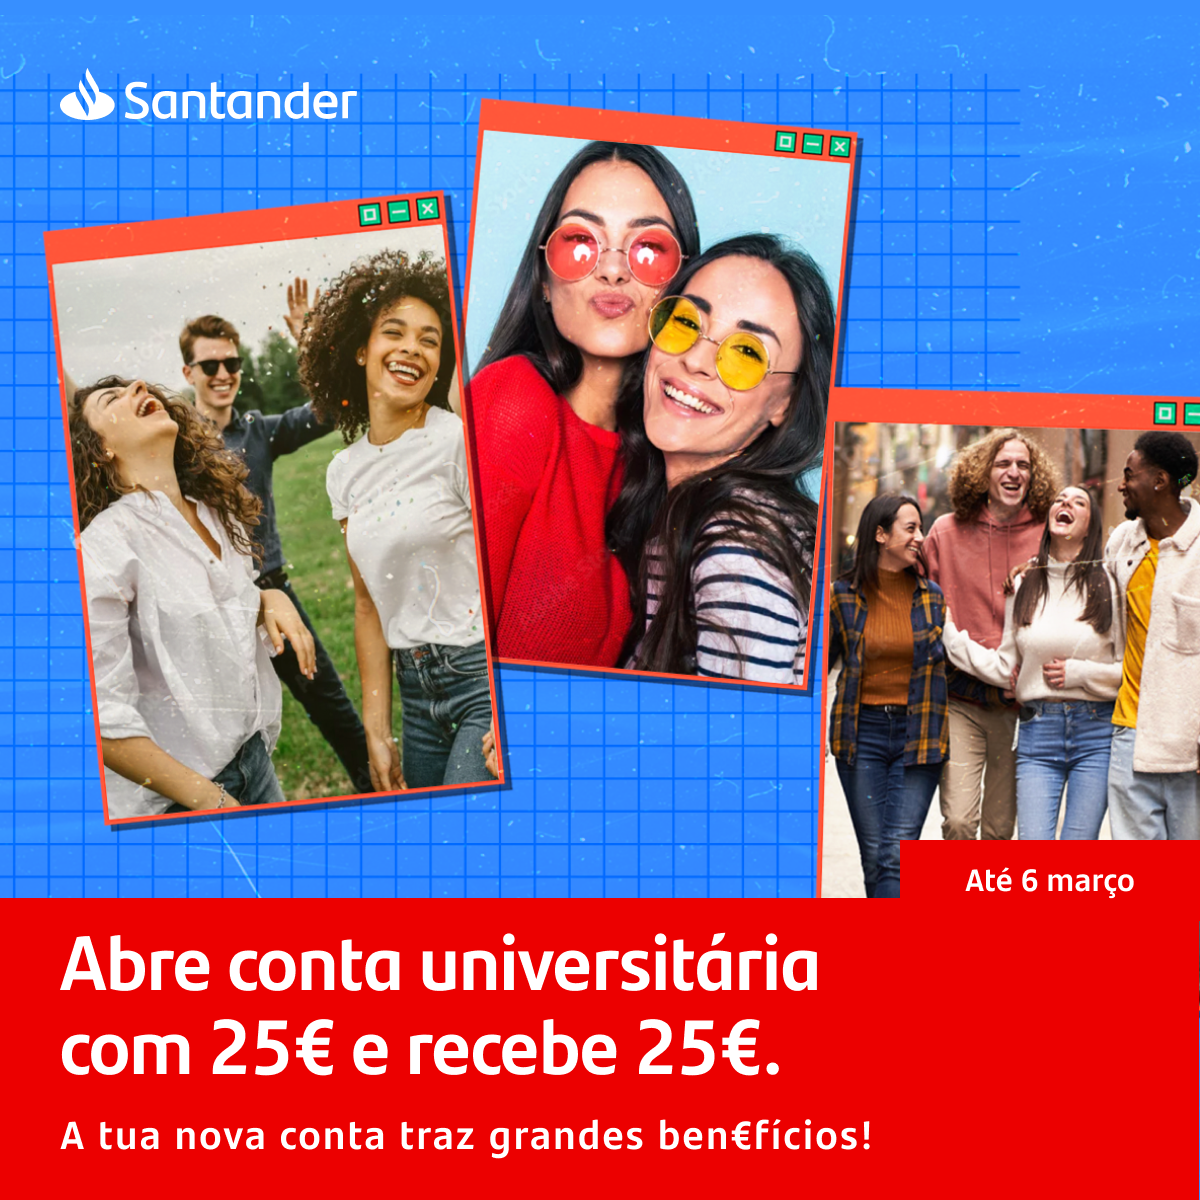 Santander
Até 6 março
Abre conta universitária
com 25€ e recebe 25€.
A tua nova conta traz grandes ben€fícios!